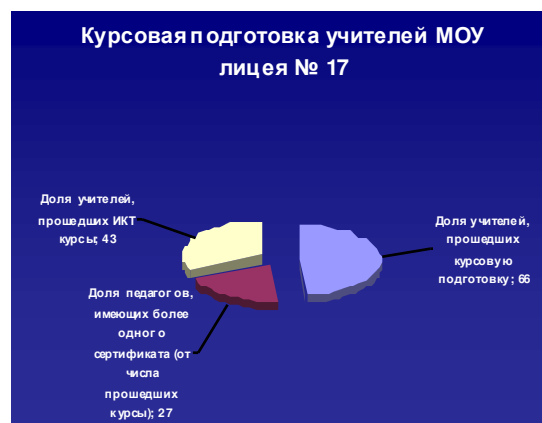 Курсовая подготовка учителей МОУ
лицея № 17
Доля учителей,
прошедших ИКТ
курсы; 43
Доля учителей,
прошедших
курсовую
подготовку; 66
Доля педагогов,
имеющих более
одного
сертификата (от
числа
прошедших
курсы); 27